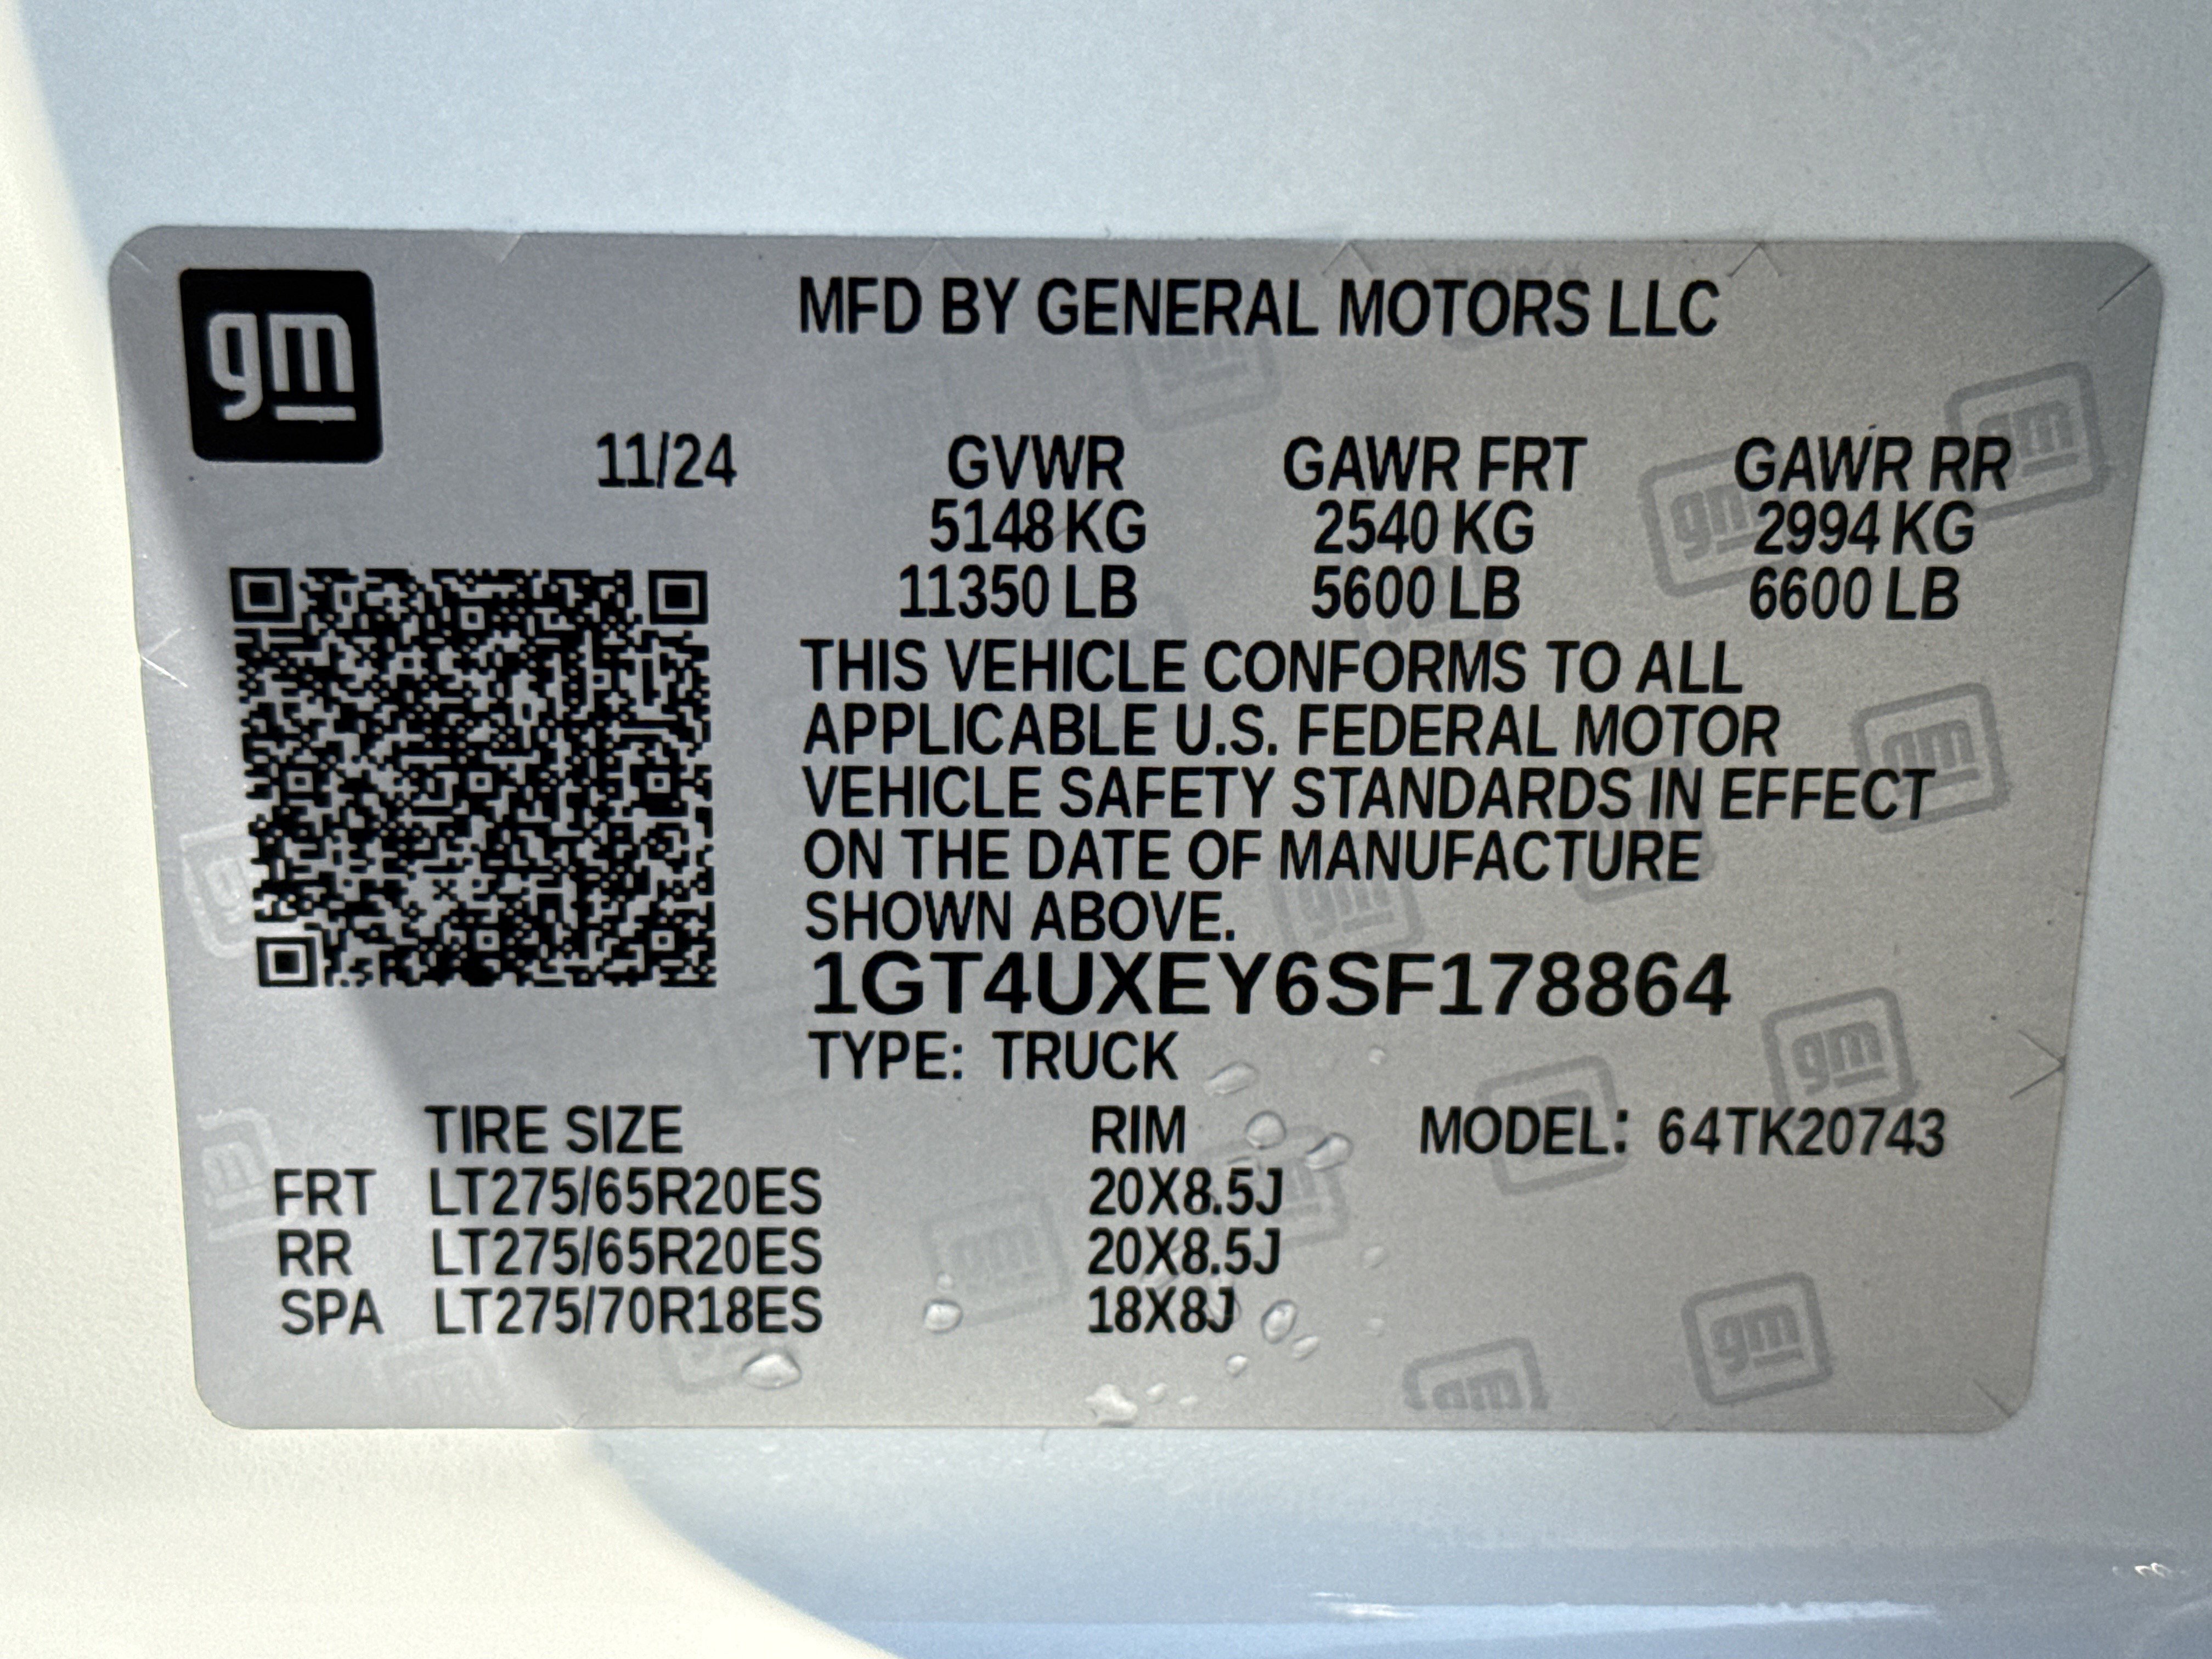 gm
MFD BY GENERAL MOTORS LLC
11/24 GVWR GAWR FRT GAWR RR
5148 KG 2540 KG 2994 KG
11350 LB 5600 LB 6600 LB
THIS VEHICLE CONFORMS TO ALL
APPLICABLE U.S. FEDERAL MOTOR
VEHICLE SAFETY STANDARDS IN EFFECT
ON THE DATE OF MANUFACTURE
SHOWN ABOVE.
1GT4UXEY6SF178864
TYPE: TRUCK
TIRE SIZE RIM MODEL: 64TK20743
FRT LT275/65R20ES 20X8.5J
RR LT275/65R20ES 20X8.5J
SPA LT275/70R18ES 18X8J